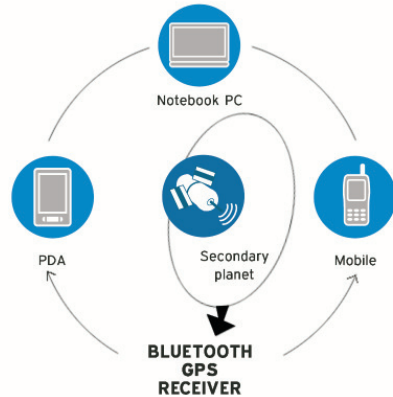 Notebook PC
PDA
Secondary
planet
Mobile
BLUETOOTH
GPS
RECEIVER